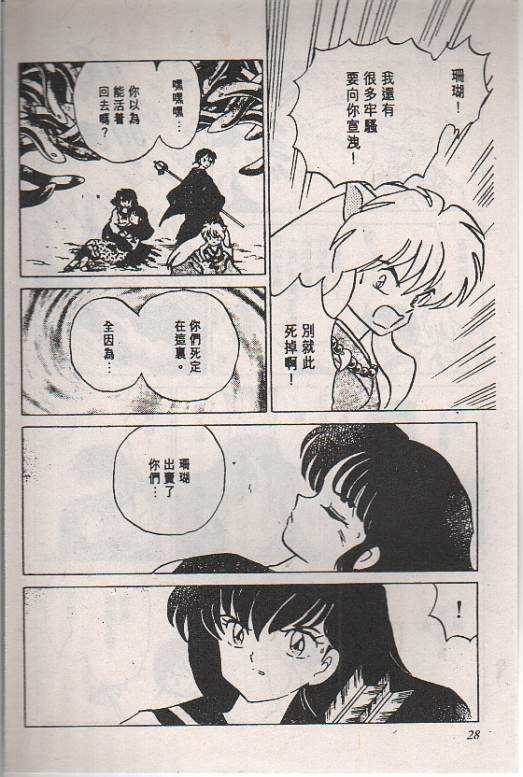 珊瑚！
我還有
很多牢騷
要向你宣洩！
別就此
死掉啊！
嘿嘿嘿…
你以為
能活着
回去嗎？
你們死定
在這裏。
全因為…
珊瑚
出賣了
你們…
！
28